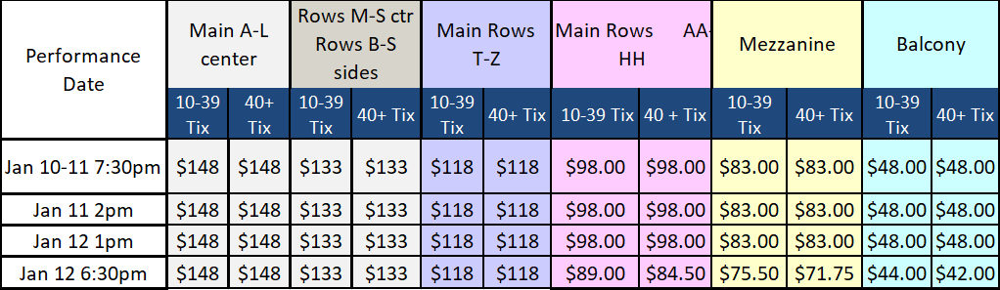 Performance Date
Main A-L center
Rows M-S ctr Rows B-S sides
Main Rows T-Z
Main Rows AA-HH
Mezzanine
Balcony
10-39 Tix 40+ Tix 10-39 Tix 40+ Tix 10-39 Tix 40+ Tix 10-39 Tix 40 + Tix 10-39 Tix 40+ Tix 10-39 Tix 40+ Tix
Jan 10-11 7:30pm $148 $148 $133 $133 $118 $118 $98.00 $98.00 $83.00 $83.00 $48.00 $48.00
Jan 11 2pm $148 $148 $133 $133 $118 $118 $98.00 $98.00 $83.00 $83.00 $48.00 $48.00
Jan 12 1pm $148 $148 $133 $133 $118 $118 $98.00 $98.00 $83.00 $83.00 $48.00 $48.00
Jan 12 6:30pm $148 $148 $133 $133 $118 $118 $89.00 $84.50 $75.50 $71.75 $44.00 $42.00